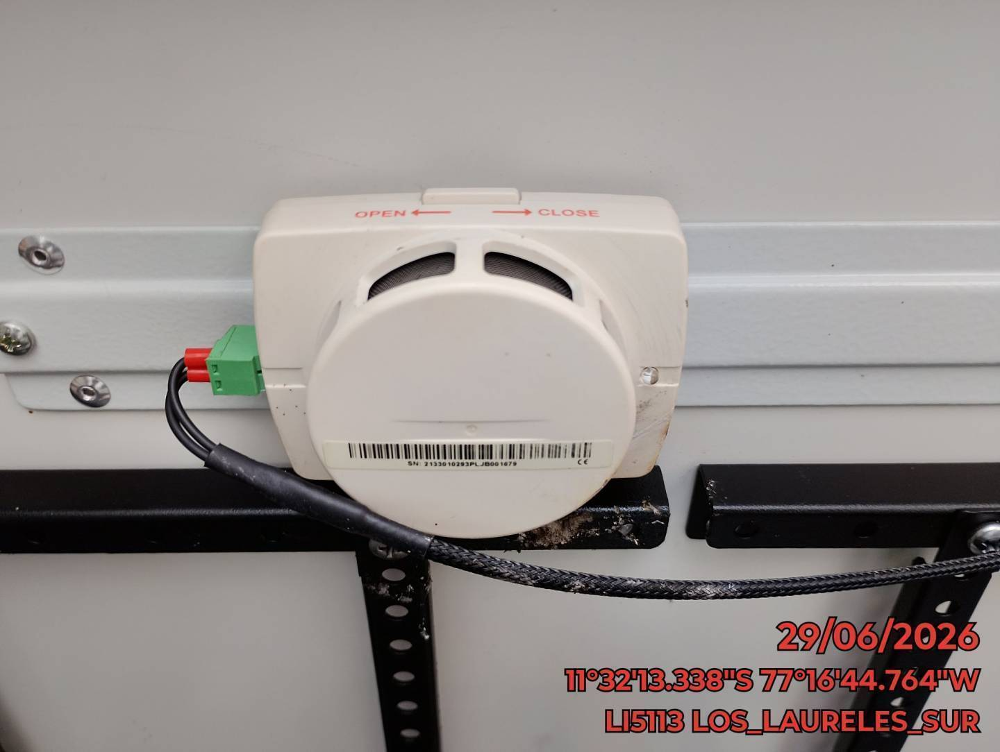 OPEN ← → CLOSE
SN: 2133010293PLJB001679
CE
29/06/2026
11°32'13.338"S 77°16'44.764"W
LI5113 LOS_LAURELES_SUR